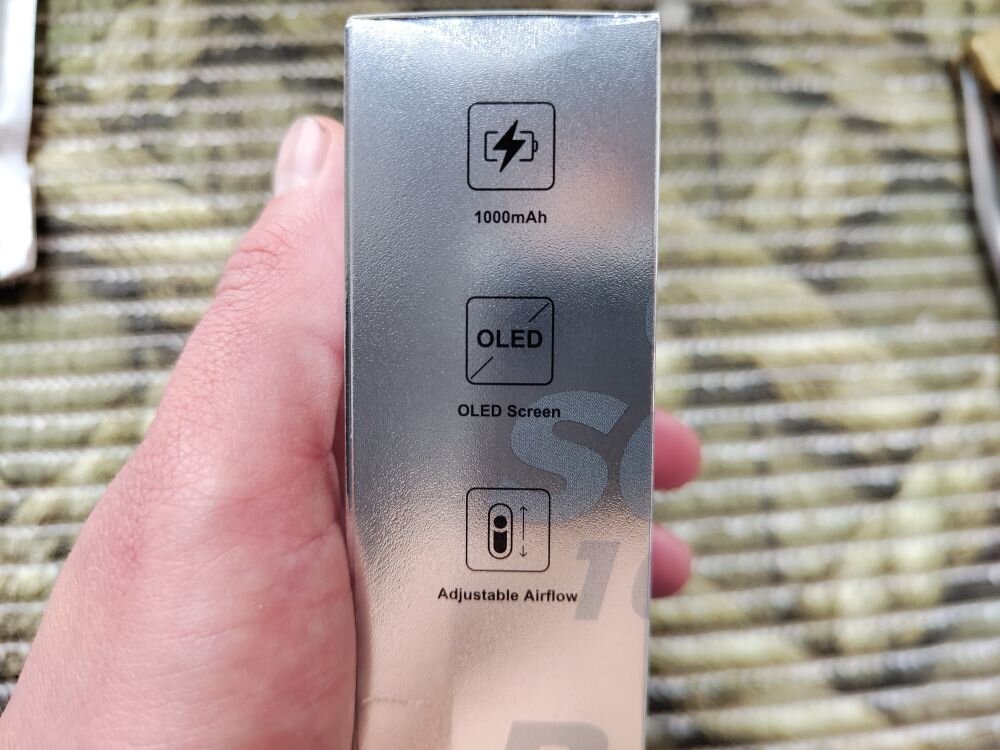 1000mAh
OLED
OLED Screen
Adjustable Airflow